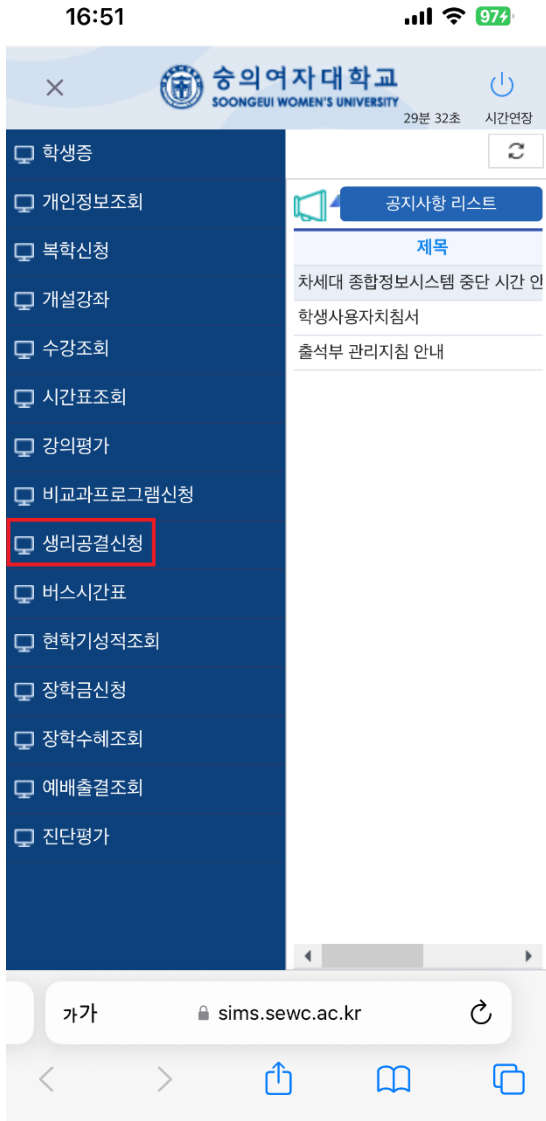 16:51
97
숭의여자대학교
SOONGEUI WOMEN'S UNIVERSITY
29분 32초
시간연장
학생증
개인정보조회
복학신청
개설강좌
수강조회
시간표조회
강의평가
비교과프로그램신청
생리공결신청
버스시간표
현학기성적조회
장학금신청
장학수혜조회
예배출결조회
진단평가
공지사항 리스트
제목
차세대 종합정보시스템 중단 시간 안
학생사용자치침서
출석부 관리지침 안내
가가
sims.sewc.ac.kr